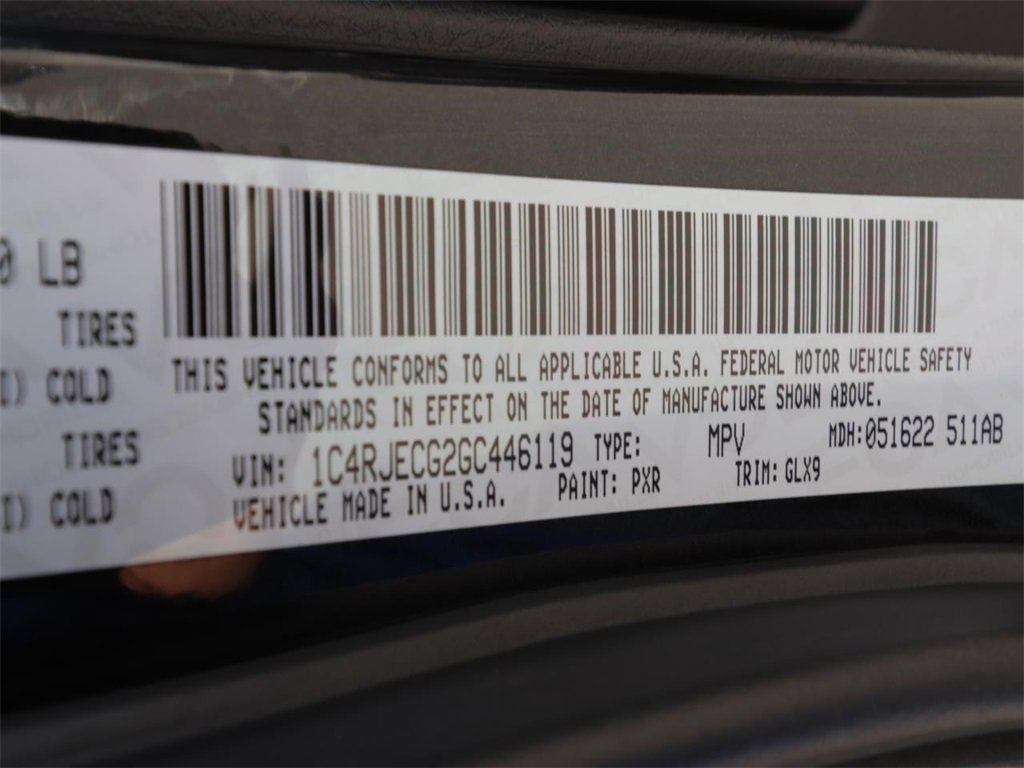 0 LB
TIRES
I) COLD
TIRES
I) COLD
THIS VEHICLE CONFORMS TO ALL APPLICABLE U.S.A. FEDERAL MOTOR VEHICLE SAFETY
STANDARDS IN EFFECT ON THE DATE OF MANUFACTURE SHOWN ABOVE.
VIN: 1C4RJECG2GC446119 TYPE: MPV MDH:051622 511AB
VEHICLE MADE IN U.S.A. PAINT: PXR TRIM: GLX9